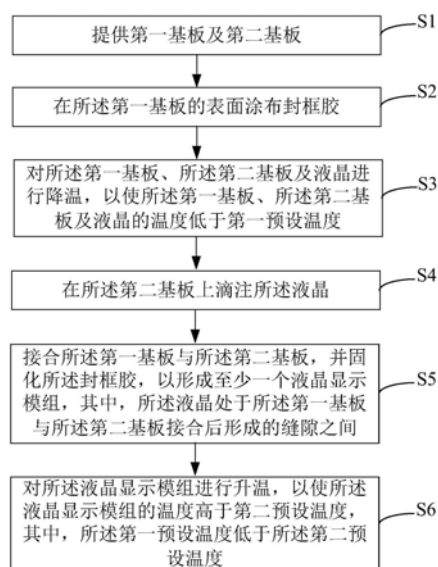 提供第一基板及第二基板
S1
在所述第一基板的表面涂布封框胶
S2
对所述第一基板、所述第二基板及液晶进
行降温，以使所述第一基板、所述第二基
板及液晶的温度低于第一预设温度
S3
在所述第二基板上滴注所述液晶
S4
接合所述第一基板与所述第二基板，并固
化所述封框胶，以形成至少一个液晶显示
模组，其中，所述液晶处于所述第一基板
与所述第二基板接合后形成的缝隙之间
S5
对所述液晶显示模组进行升温，以使所述
液晶显示模组的温度高于第二预设温度，
其中，所述第一预设温度低于所述第二预
设温度
S6